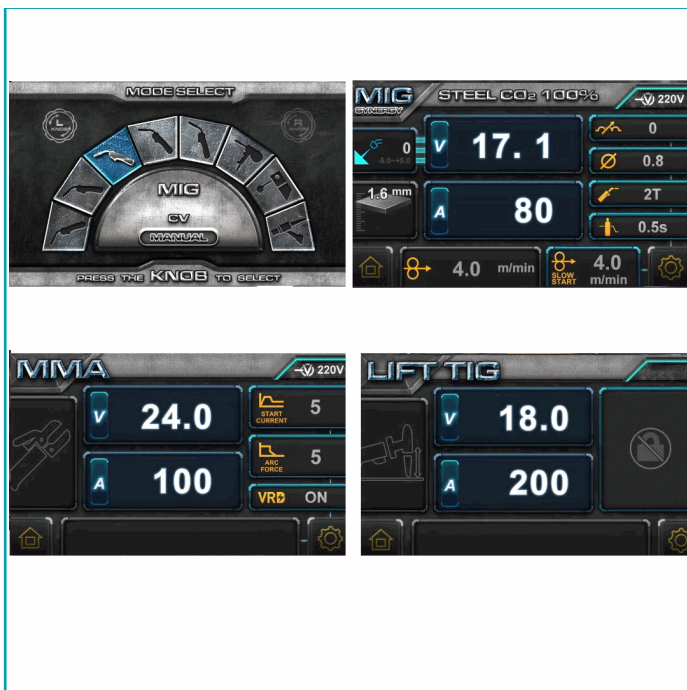 MODE SELECT
L
KNOB
R
KNOB
MIG
CV
MANUAL
PRESS THE KNOB TO SELECT
MIG
SYNERGY
STEEL CO2 100%
220V
0
-5.0~+5.0
V
17. 1
0
0.8
1.6 mm
A
80
2T
0.5s
4.0 m/min
SLOW
START
4.0
m/min
MMA
220V
V
24.0
START
CURRENT
5
A
100
ARC
FORCE
5
VRD
ON
LIFT TIG
V
18.0
A
200